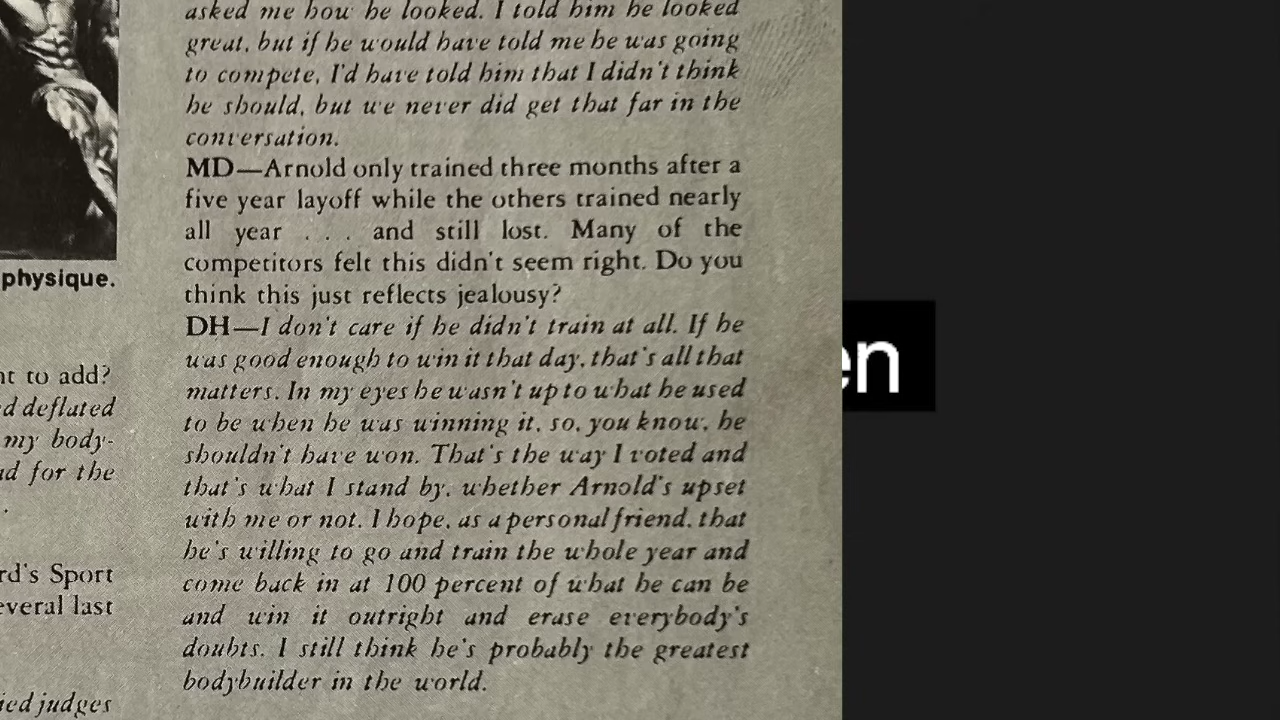 physique.
nt to add?
ed deflated
my body-
ad for the
.
rd's Sport
everal last
ied judges
asked me how he looked. I told him he looked
great, but if he would have told me he was going
to compete, I'd have told him that I didn't think
he should, but we never did get that far in the
conversation.
MD—Arnold only trained three months after a
five year layoff while the others trained nearly
all year . . . and still lost. Many of the
competitors felt this didn't seem right. Do you
think this just reflects jealousy?
DH—I don't care if he didn't train at all. If he
was good enough to win it that day, that's all that
matters. In my eyes he wasn't up to what he used
to be when he was winning it, so, you know, he
shouldn't have won. That's the way I voted and
that's what I stand by, whether Arnold's upset
with me or not. I hope, as a personal friend, that
he's willing to go and train the whole year and
come back in at 100 percent of what he can be
and win it outright and erase everybody's
doubts. I still think he's probably the greatest
bodybuilder in the world.
en